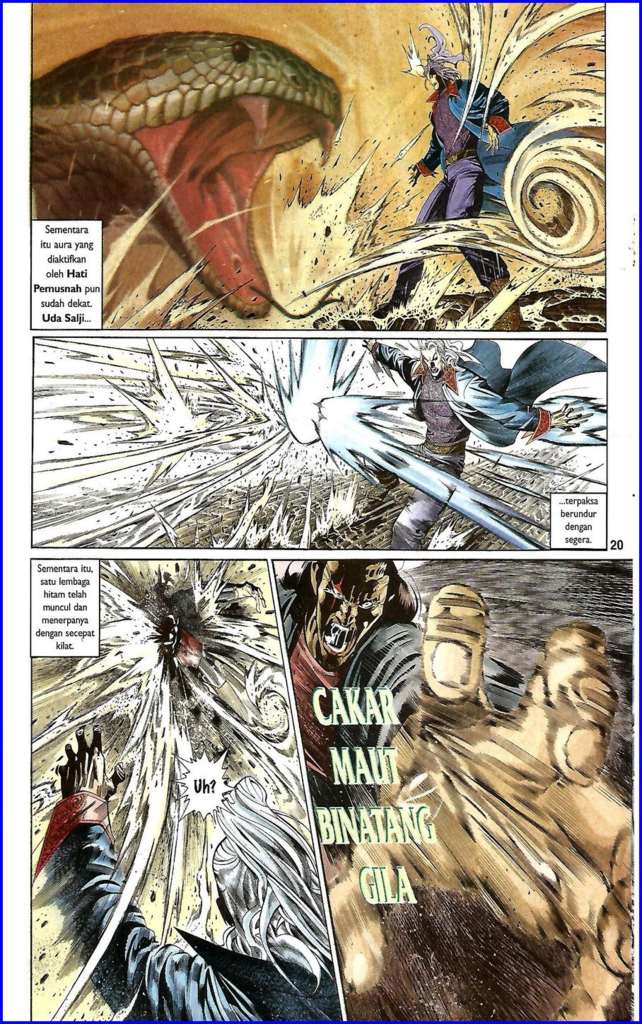 Sementara
itu aura yang
diaktifkan
oleh Hati
Pemusnah pun
sudah dekat.
Uda Salji...
...terpaksa
berundur
dengan
segera.
20
Sementara itu,
satu lembaga
hitam telah
muncul dan
menerpanya
dengan secepat
kilat.
Uh?
CAKAR
MAUT
BINATANG
GILA